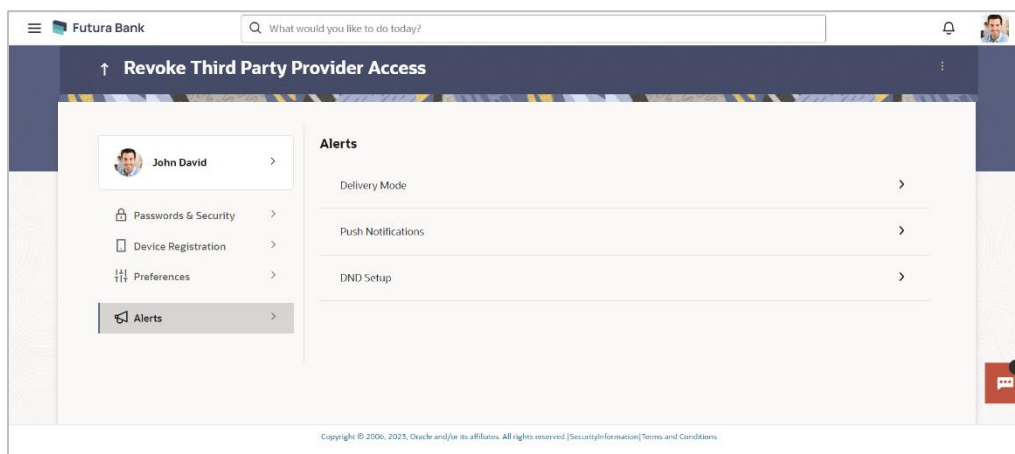 Futura Bank
What would you like to do today?
↑ Revoke Third Party Provider Access
John David
Passwords & Security
Device Registration
Preferences
Alerts
Alerts
Delivery Mode
Push Notifications
DND Setup
Copyright © 2006, 2023, Oracle and/or its affiliates. All rights reserved.|SecurityInformation|Terms and Conditions